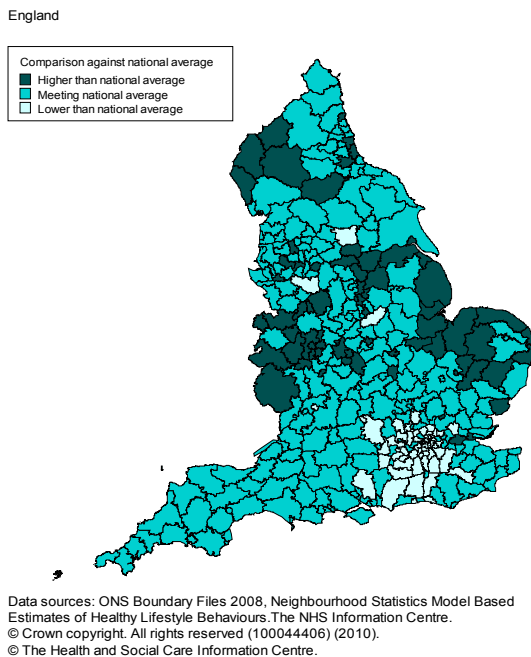 England
Comparison against national average
Higher than national average
Meeting national average
Lower than national average
Data sources: ONS Boundary Files 2008, Neighbourhood Statistics Model Based
Estimates of Healthy Lifestyle Behaviours.The NHS Information Centre.
© Crown copyright. All rights reserved (100044406) (2010).
© The Health and Social Care Information Centre.